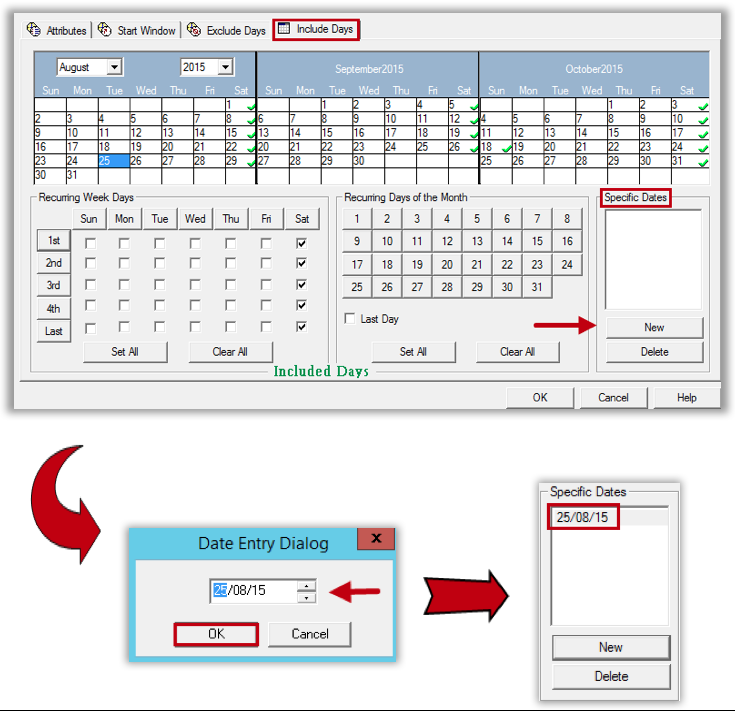 Attributes Start Window Exclude Days Include Days
August 2015 September2015 October2015
Sun Mon Tue Wed Thu Fri Sat Sun Mon Tue Wed Thu Fri Sat Sun Mon Tue Wed Thu Fri Sat
1 1 2 3 4 5 1 2 3
2 3 4 5 6 7 8 6 7 8 9 10 11 12 4 5 6 7 8 9 10
9 10 11 12 13 14 15 13 14 15 16 17 18 19 11 12 13 14 15 16 17
16 17 18 19 20 21 22 20 21 22 23 24 25 26 18 19 20 21 22 23 24
23 24 25 26 27 28 29 27 28 29 30 25 26 27 28 29 30 31
30 31
Recurring Week Days
Sun Mon Tue Wed Thu Fri Sat
1st
2nd
3rd
4th
Last
Set All Clear All
Recurring Days of the Month
1 2 3 4 5 6 7 8
9 10 11 12 13 14 15 16
17 18 19 20 21 22 23 24
25 26 27 28 29 30 31
Last Day
Set All Clear All
Specific Dates
New
Delete
Included Days
OK Cancel Help
Date Entry Dialog x
25/08/15
OK Cancel
Specific Dates
25/08/15
New
Delete